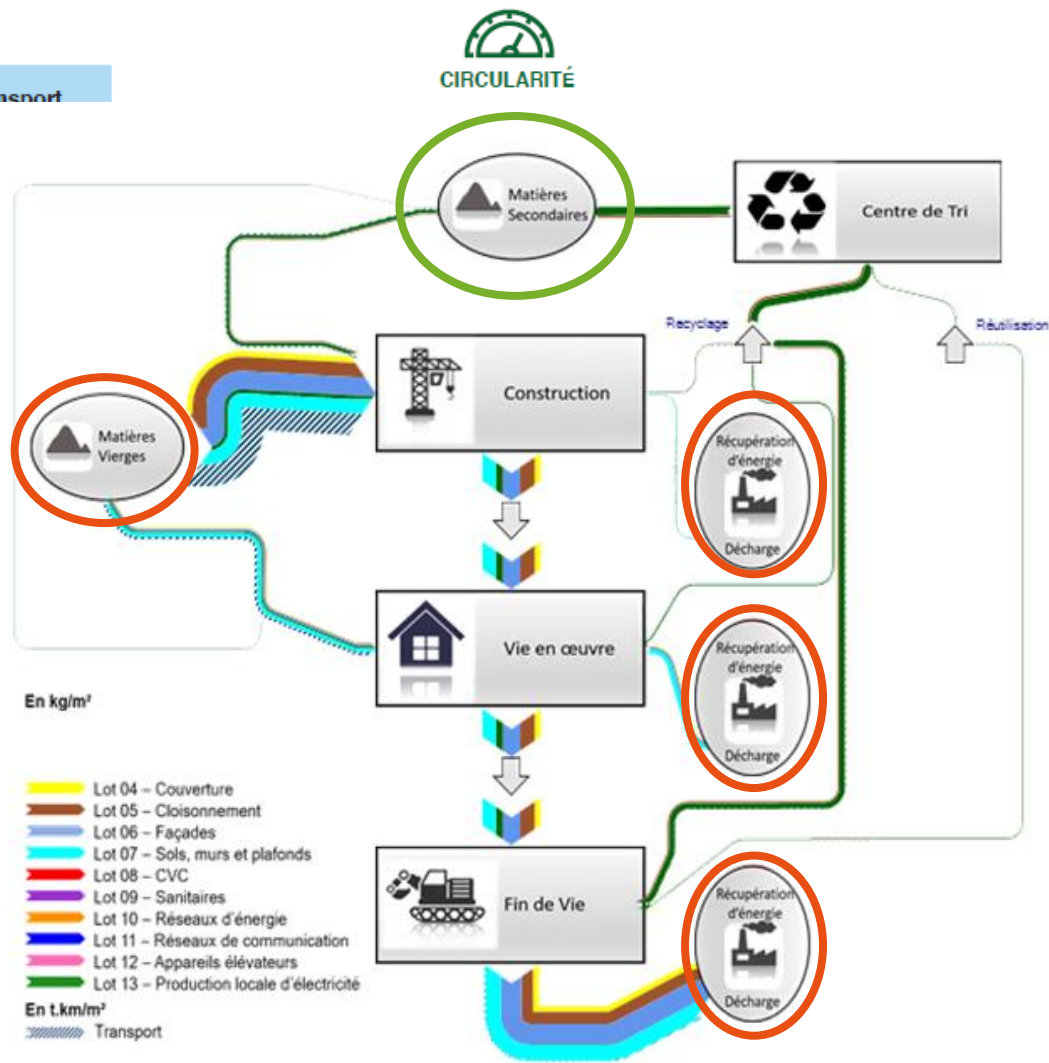 CIRCULARITÉ
Matières
Secondaires
Centre de Tri
Recyclage
Réutilisation
Construction
Récupération
d'énergie
Décharge
Matières
Vierges
Vie en œuvre
Récupération
d'énergie
Décharge
En kg/m²
Lot 04 – Couverture
Lot 05 – Cloisonnement
Lot 06 – Façades
Lot 07 – Sols, murs et plafonds
Lot 08 – CVC
Lot 09 – Sanitaires
Lot 10 – Réseaux d'énergie
Lot 11 – Réseaux de communication
Lot 12 – Appareils élévateurs
Lot 13 – Production locale d'électricité
En t.km/m²
Transport
Fin de Vie
Récupération
d'énergie
Décharge